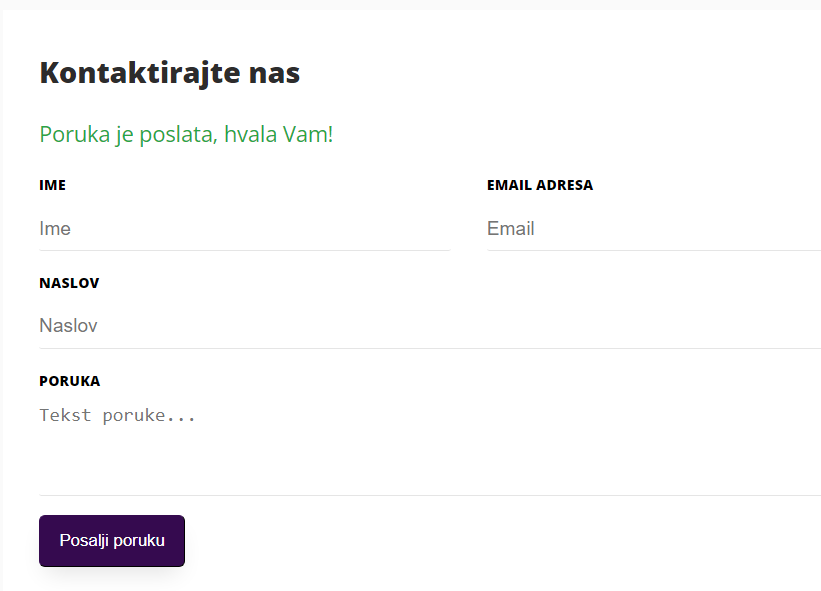 Kontaktirajte nas
Poruka je poslata, hvala Vam!
IME
EMAIL ADRESA
Ime
Email
NASLOV
Naslov
PORUKA
Tekst poruke...
Posalji poruku